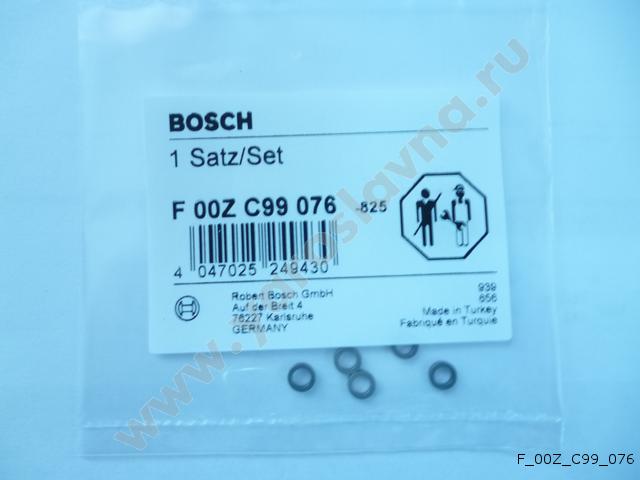 BOSCH
1 Satz/Set
F 00Z C99 076 -825
4 047025 249430
Robert Bosch GmbH
Auf der Breit 4
76227 Karlsruhe
GERMANY
939
656
Made in Turkey
Fabriqué en Turquie
www.7yaroslavna.ru
F_00Z_C99_076